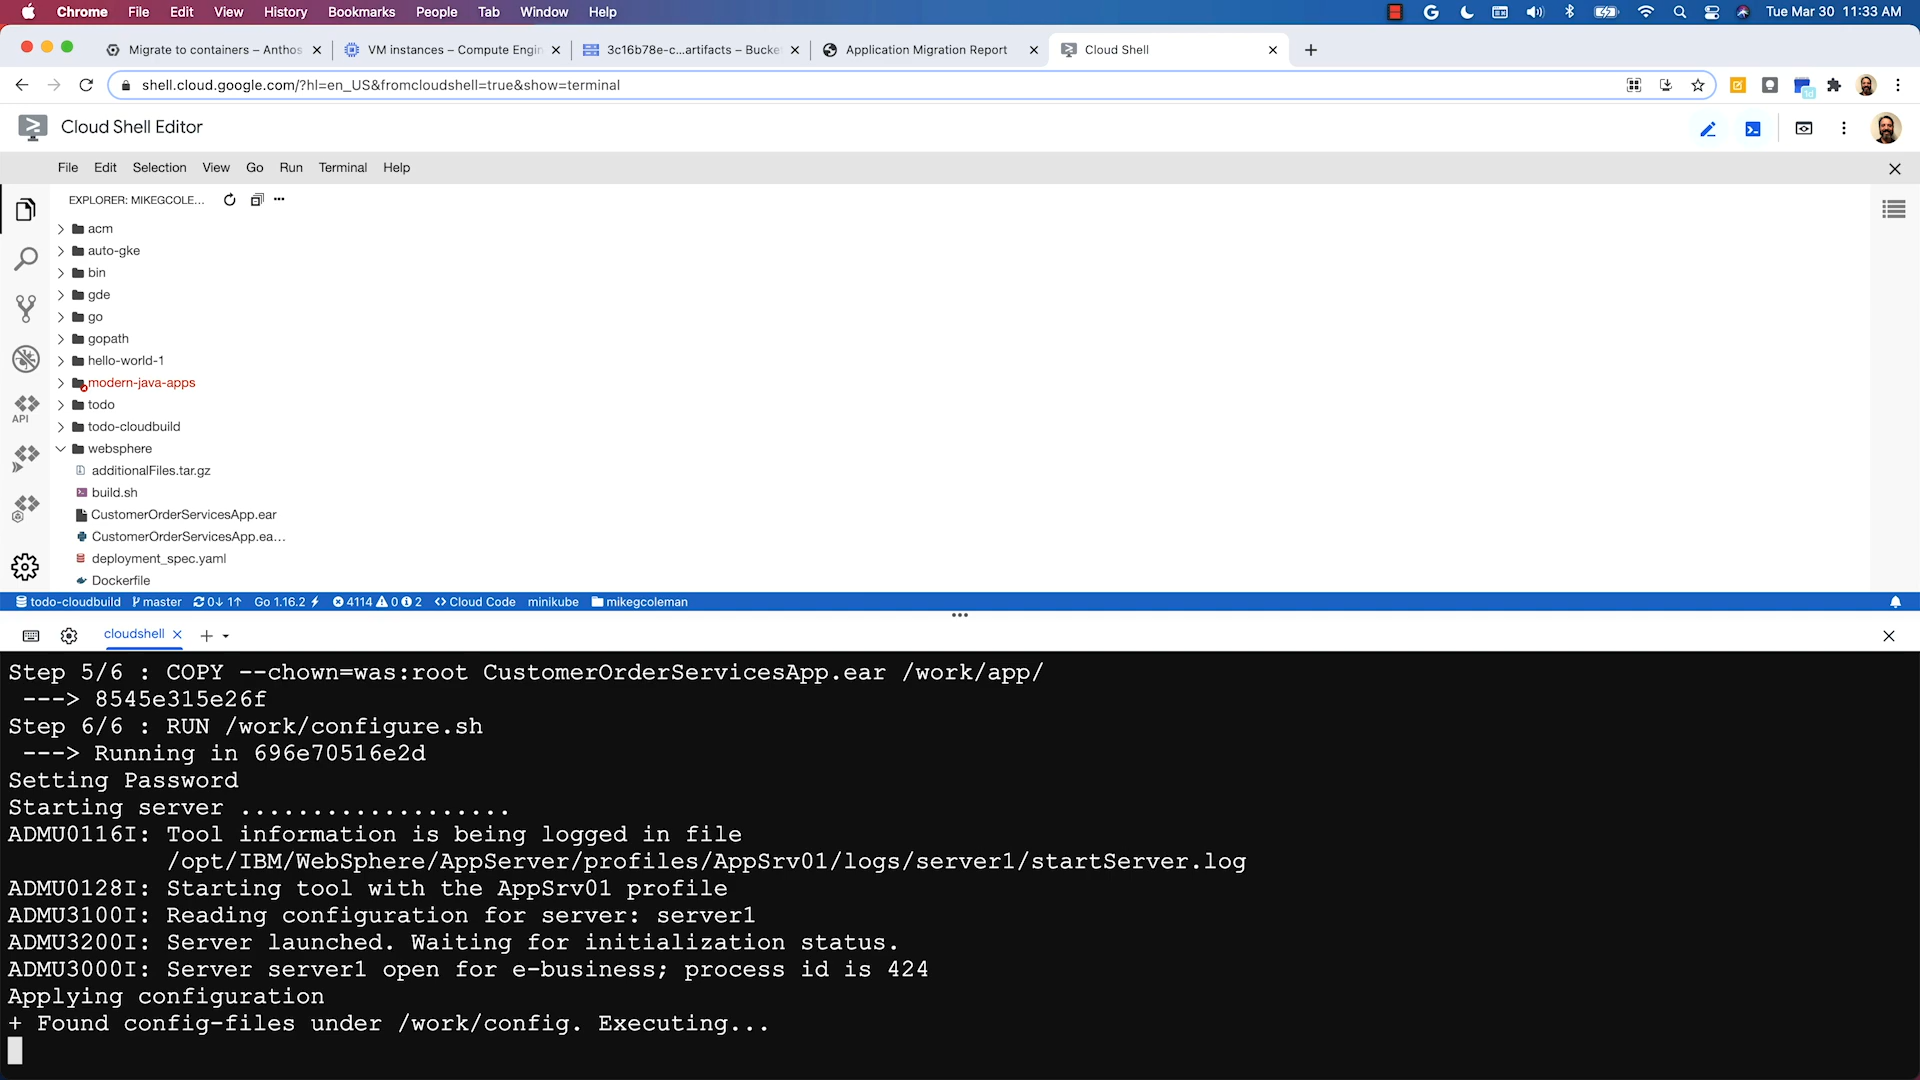 Chrome File Edit View History Bookmarks People Tab Window Help Tue Mar 30 11:33 AM
Migrate to containers – Anthos VM instances – Compute Engin 3c16b78e-c...artifacts – Bucke Application Migration Report Cloud Shell
shell.cloud.google.com/?hl=en_US&fromcloudshell=true&show=terminal
Cloud Shell Editor
File Edit Selection View Go Run Terminal Help
EXPLORER: MIKEGCOLE...
acm
auto-gke
bin
gde
go
gopath
hello-world-1
modern-java-apps
API
todo
todo-cloudbuild
websphere
additionalFiles.tar.gz
build.sh
CustomerOrderServicesApp.ear
CustomerOrderServicesApp.ea...
deployment_spec.yaml
Dockerfile
todo-cloudbuild master 0↓ 1↑ Go 1.16.2 4114 0 2 <> Cloud Code minikube mikegcoleman
cloudshell
Step 5/6 : COPY --chown=was:root CustomerOrderServicesApp.ear /work/app/
---> 8545e315e26f
Step 6/6 : RUN /work/configure.sh
---> Running in 696e70516e2d
Setting Password
Starting server ...................
ADMU0116I: Tool information is being logged in file
/opt/IBM/WebSphere/AppServer/profiles/AppSrv01/logs/server1/startServer.log
ADMU0128I: Starting tool with the AppSrv01 profile
ADMU3100I: Reading configuration for server: server1
ADMU3200I: Server launched. Waiting for initialization status.
ADMU3000I: Server server1 open for e-business; process id is 424
Applying configuration
+ Found config-files under /work/config. Executing...